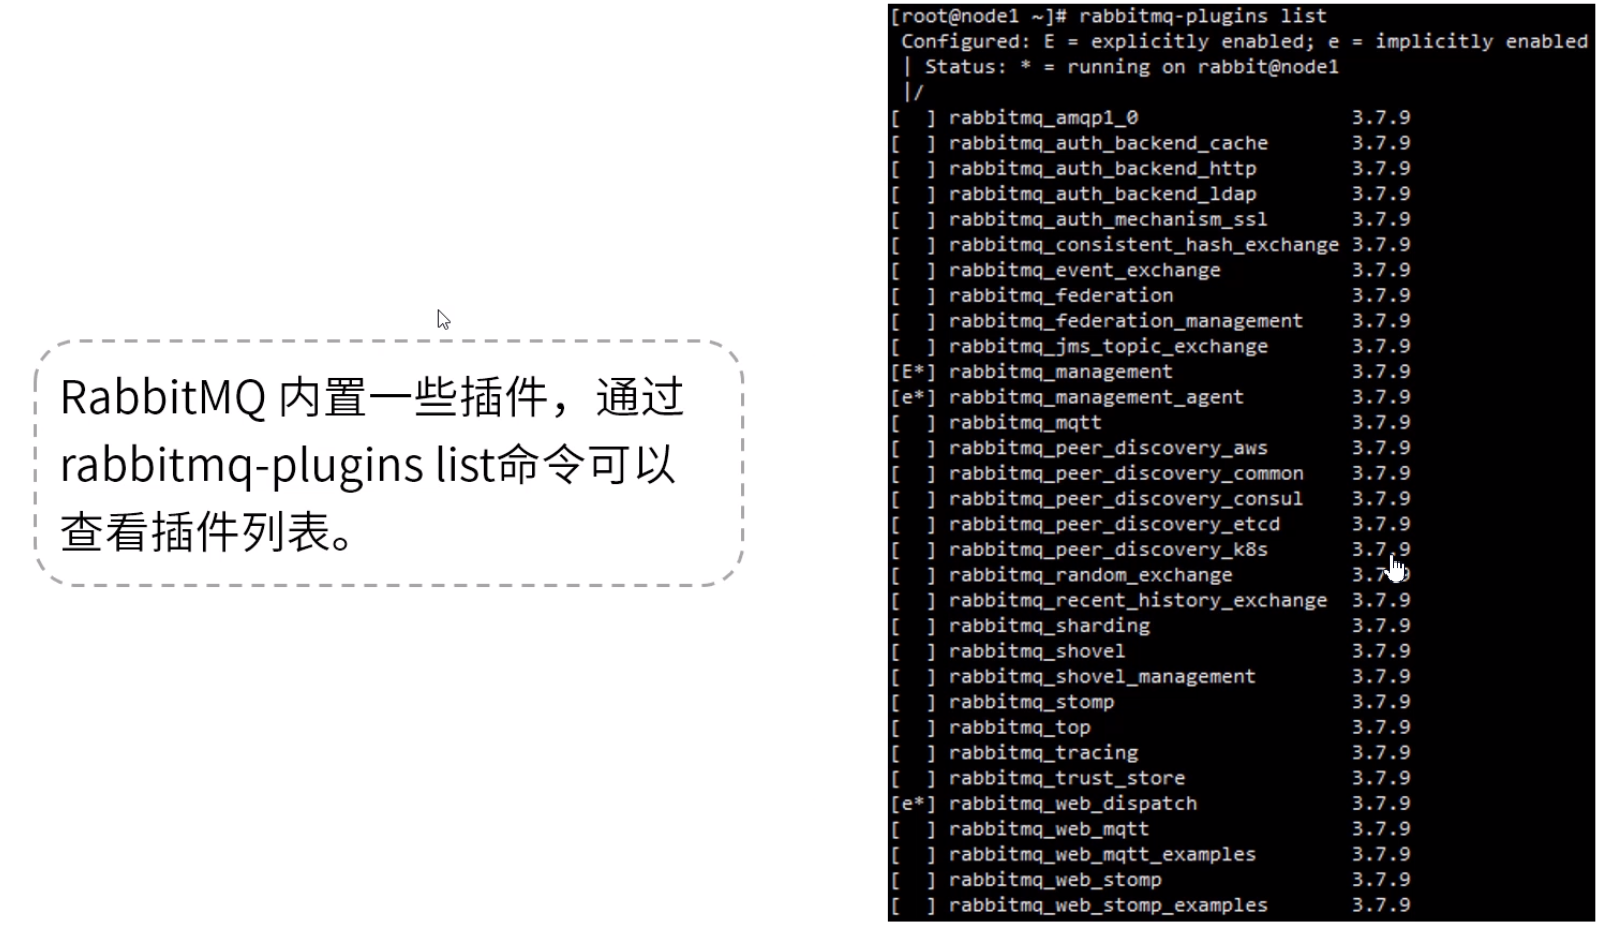 RabbitMQ 内置一些插件，通过
rabbitmq-plugins list命令可以
查看插件列表。
[root@node1 ~]# rabbitmq-plugins list
 Configured: E = explicitly enabled; e = implicitly enabled
 | Status: * = running on rabbit@node1
 |/
[  ] rabbitmq_amqp1_0                  3.7.9
[  ] rabbitmq_auth_backend_cache       3.7.9
[  ] rabbitmq_auth_backend_http        3.7.9
[  ] rabbitmq_auth_backend_ldap        3.7.9
[  ] rabbitmq_auth_mechanism_ssl       3.7.9
[  ] rabbitmq_consistent_hash_exchange 3.7.9
[  ] rabbitmq_event_exchange           3.7.9
[  ] rabbitmq_federation               3.7.9
[  ] rabbitmq_federation_management    3.7.9
[  ] rabbitmq_jms_topic_exchange       3.7.9
[E*] rabbitmq_management               3.7.9
[e*] rabbitmq_management_agent         3.7.9
[  ] rabbitmq_mqtt                     3.7.9
[  ] rabbitmq_peer_discovery_aws       3.7.9
[  ] rabbitmq_peer_discovery_common    3.7.9
[  ] rabbitmq_peer_discovery_consul    3.7.9
[  ] rabbitmq_peer_discovery_etcd      3.7.9
[  ] rabbitmq_peer_discovery_k8s       3.7.9
[  ] rabbitmq_random_exchange          3.7.9
[  ] rabbitmq_recent_history_exchange  3.7.9
[  ] rabbitmq_sharding                 3.7.9
[  ] rabbitmq_shovel                   3.7.9
[  ] rabbitmq_shovel_management        3.7.9
[  ] rabbitmq_stomp                    3.7.9
[  ] rabbitmq_top                      3.7.9
[  ] rabbitmq_tracing                  3.7.9
[  ] rabbitmq_trust_store              3.7.9
[e*] rabbitmq_web_dispatch             3.7.9
[  ] rabbitmq_web_mqtt                 3.7.9
[  ] rabbitmq_web_mqtt_examples        3.7.9
[  ] rabbitmq_web_stomp                3.7.9
[  ] rabbitmq_web_stomp_examples       3.7.9